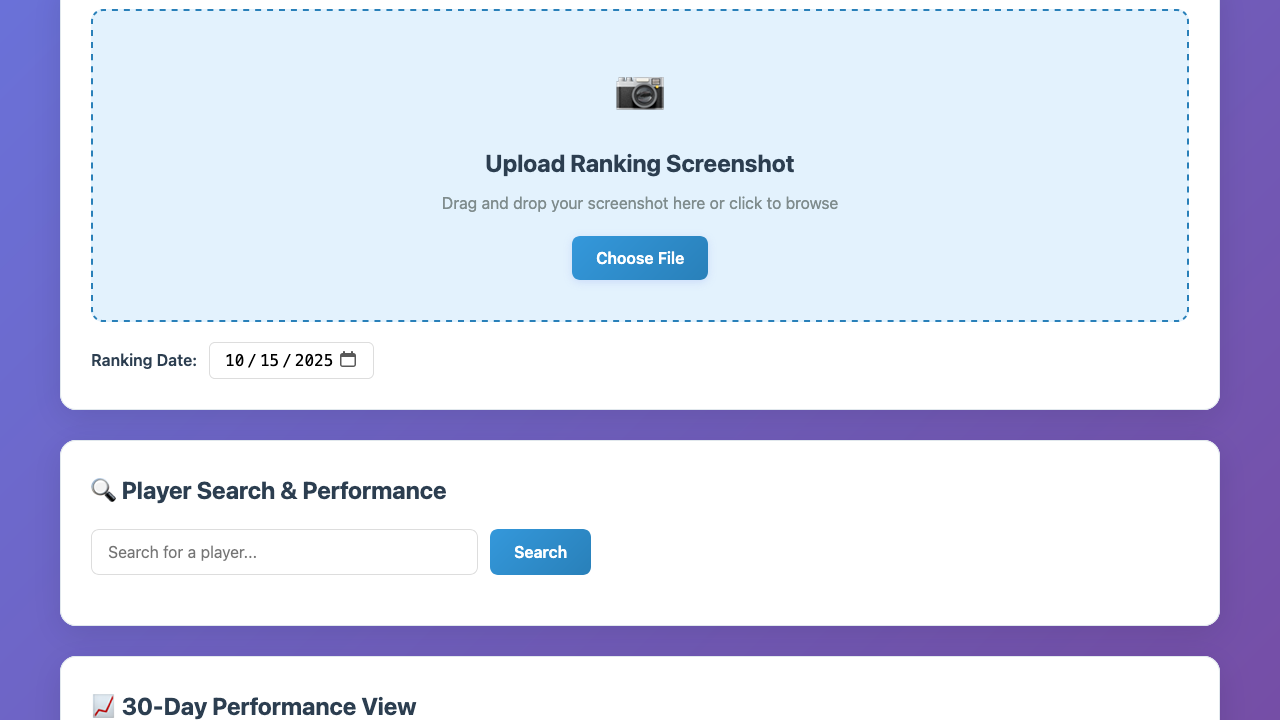 Upload Ranking Screenshot
Drag and drop your screenshot here or click to browse
Choose File
Ranking Date: 10/15/2025
Player Search & Performance
Search for a player...
Search
30-Day Performance View